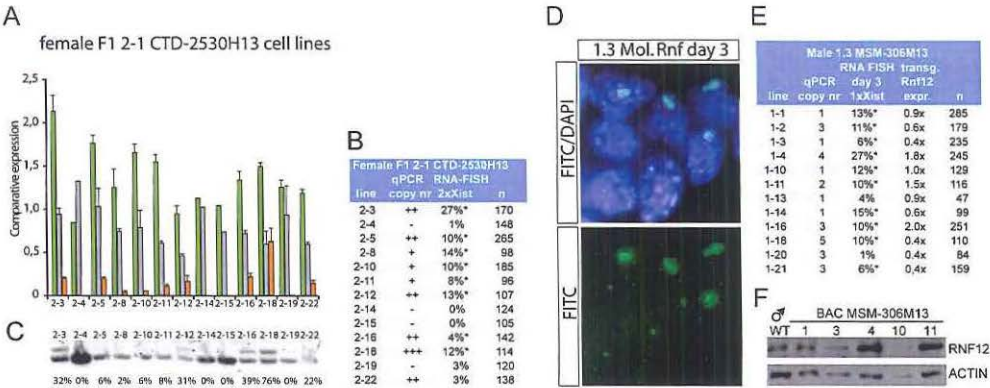 A
female F1 2-1 CTD-2530H13 cell lines
Comparative expression
2,5
2,0
1,5
1,0
0,5
0
2-3 2-4 2-5 2-8 2-10 2-11 2-12 2-14 2-15 2-16 2-18 2-19 2-22
C
2-3 2-4 2-5 2-8 2-10 2-11 2-12 2-14 2-15 2-16 2-18 2-19 2-22
32% 0% 6% 2% 6% 8% 31% 0% 0% 39% 76% 0% 22%
B
Female F1 2-1 CTD-2530H13
qPCR RNA-FISH
line copy nr 2xXist n
2-3 ++ 27%* 170
2-4 - 1% 148
2-5 ++ 10%* 265
2-8 + 14%* 98
2-10 + 10%* 185
2-11 + 8%* 96
2-12 ++ 13%* 107
2-14 - 0% 124
2-15 - 0% 105
2-16 ++ 4%* 142
2-18 +++ 12%* 114
2-19 - 3% 120
2-22 ++ 3% 138
D
1.3 Mol. Rnf day 3
FITC/DAPI
FITC
E
Male 1.3 MSM-306M13
RNA FISH transg.
qPCR day 3 Rnf12
line copy nr 1xXist expr. n
1-1 1 13%* 0.9x 285
1-2 3 11%* 0.6x 179
1-3 1 6%* 0.4x 235
1-4 4 27%* 1.8x 245
1-10 1 12%* 1.0x 129
1-11 2 10%* 1.5x 116
1-13 1 4% 0.9x 47
1-14 1 15%* 0.6x 99
1-16 3 10%* 2.0x 251
1-18 5 10%* 0.4x 110
1-20 3 1% 0,4x 84
1-21 3 6%* 0,4x 159
F
♂ BAC MSM-306M13
WT 1 3 4 10 11
RNF12
ACTIN